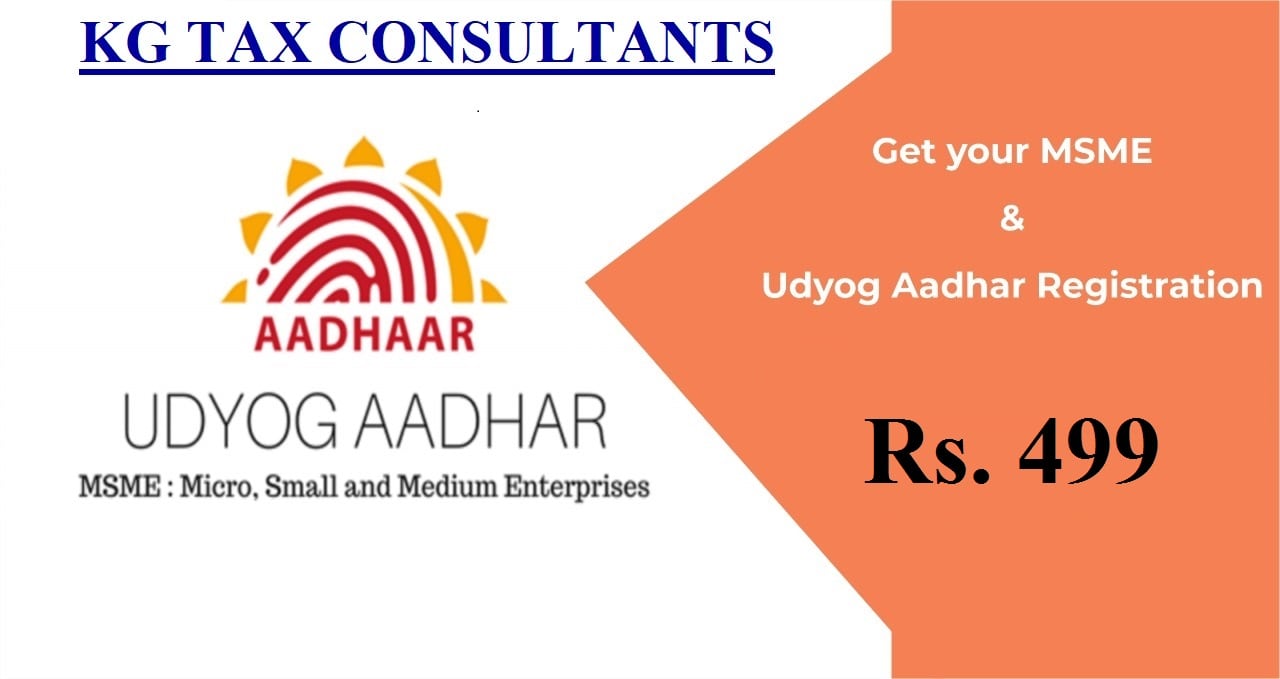 KG TAX CONSULTANTS
AADHAAR
UDYOG AADHAR
MSME : Micro, Small and Medium Enterprises
Get your MSME
&
Udyog Aadhar Registration
Rs. 499